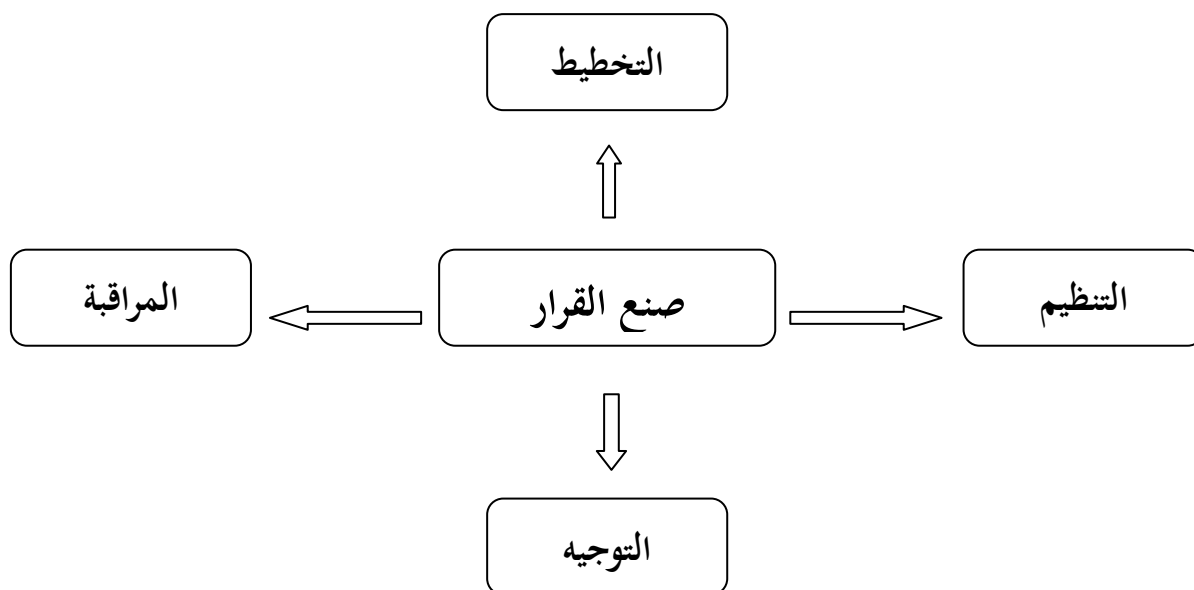 التخطيط
التنظيم
صنع القرار
المراقبة
التوجيه